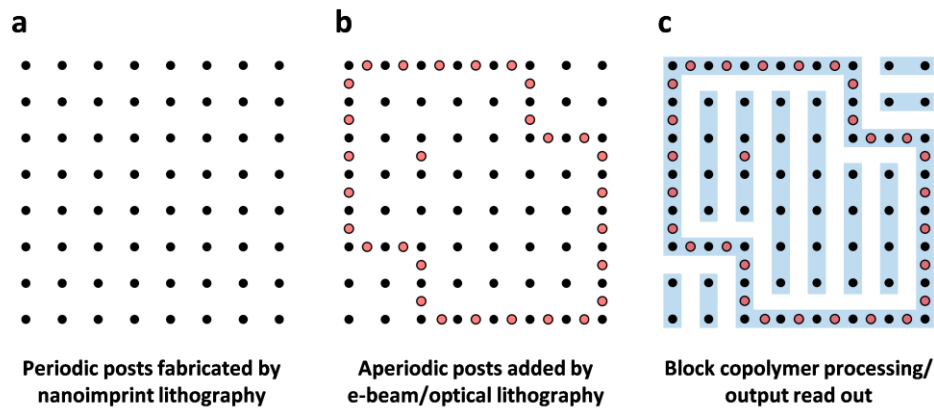 a
b
c
Periodic posts fabricated by
nanoimprint lithography
Aperiodic posts added by
e-beam/optical lithography
Block copolymer processing/
output read out